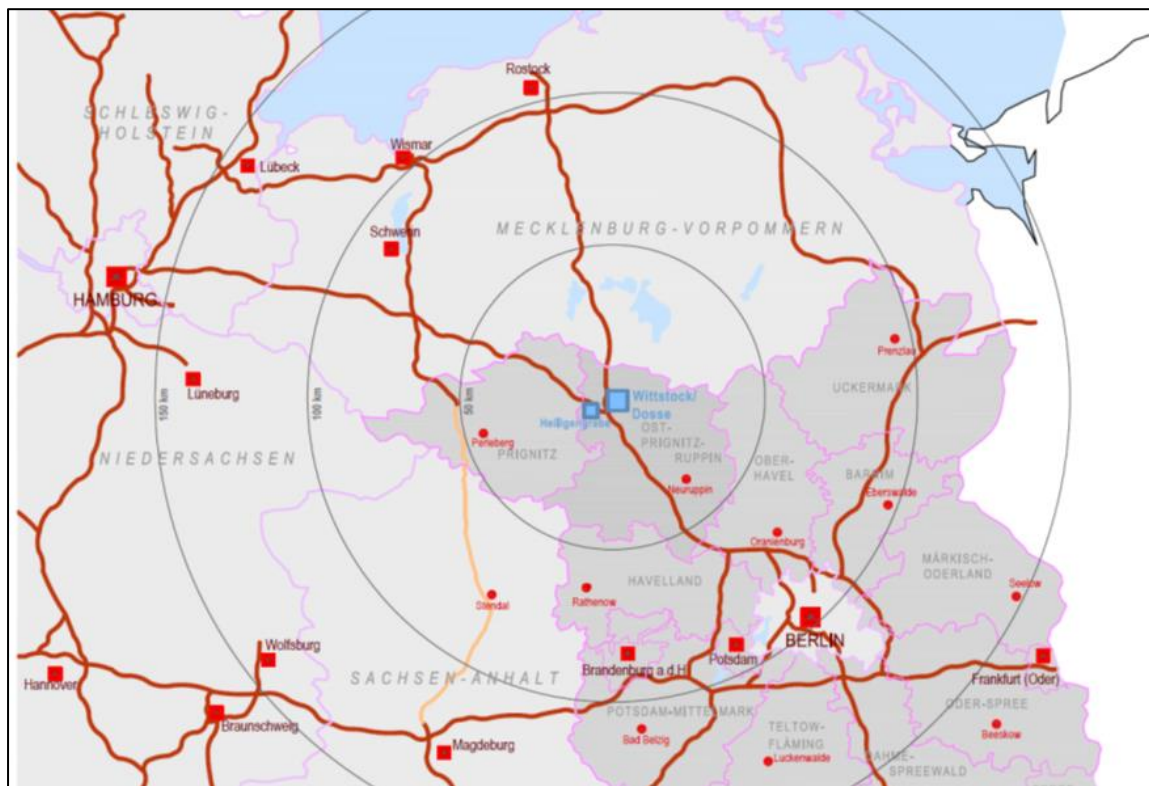 Rostock
SCHLESWIG-
HOLSTEIN
Wismar
Lübeck
Schwerin
MECKLENBURG-VORPOMMERN
HAMBURG
Prenzlau
UCKERMARK
Lüneburg
150 km
100 km
50 km
Wittstock/
Dosse
Heiligengrabe
Perleberg
PRIGNITZ
OST-
PRIGNITZ-
RUPPIN
NIEDERSACHSEN
OBER-
HAVEL
BARNIM
Neuruppin
Eberswalde
Oranienburg
MÄRKISCH-
ODERLAND
HAVELLAND
Stendal
Rathenow
Seelow
BERLIN
Wolfsburg
Brandenburg a.d.H
Potsdam
Hannover
Frankfurt (Oder)
SACHSEN-ANHALT
Braunschweig
POTSDAM-MITTELMARK
Bad Belzig
TELTOW-
FLÄMING
ODER-SPREE
Beeskow
Magdeburg
Luckenwalde
DAHME-
SPREEWALD